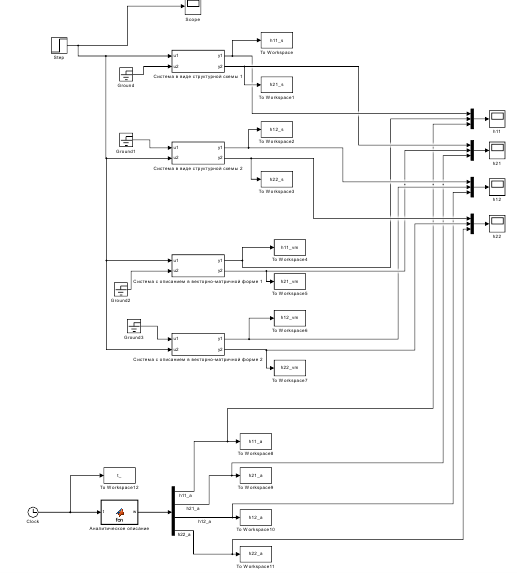 Scope
Step
h11_s
To Workspace
u1
u2
y1
y2
Система в виде структурной схемы 1
Ground
h21_s
To Workspace1
h11
h12_s
To Workspace2
Ground1
u1
u2
y1
y2
Система в виде структурной схемы 2
h21
h22_s
To Workspace3
h12
h22
h11_vm
To Workspace4
u1
u2
y1
y2
Система с описанием в векторно-матричной форме 1
h21_vm
To Workspace5
Ground2
h12_vm
To Workspace6
Ground3
u1
u2
y1
y2
Система с описанием в векторно-матричной форме 2
h22_vm
To Workspace7
h11_a
To Workspace8
t_
To Workspace12
h21_a
To Workspace9
h11_a
h21_a
h12_a
h22_a
Clock
t
fcn
Аналитическое описание
h12_a
To Workspace10
h22_a
To Workspace11